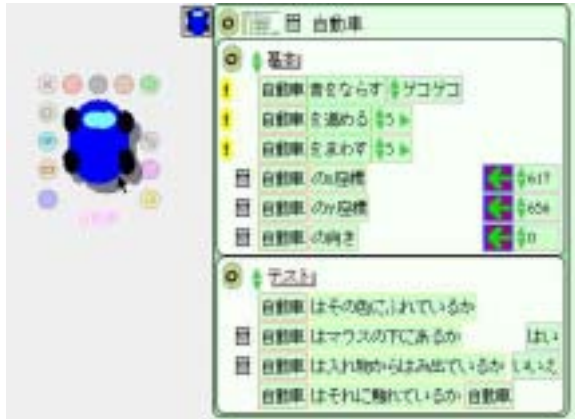 自動車
基本
! 自動車 音をならす ゲコゲコ
! 自動車 を進める 5
! 自動車 をまわす 5
自動車 のx座標 617
自動車 のy座標 656
自動車 の向き 0
テスト
自動車 はその色にふれているか
自動車 はマウスの下にあるか はい
自動車 は入れ物からはみ出ているか いいえ
自動車 はそれに触れているか 自動車
自動車